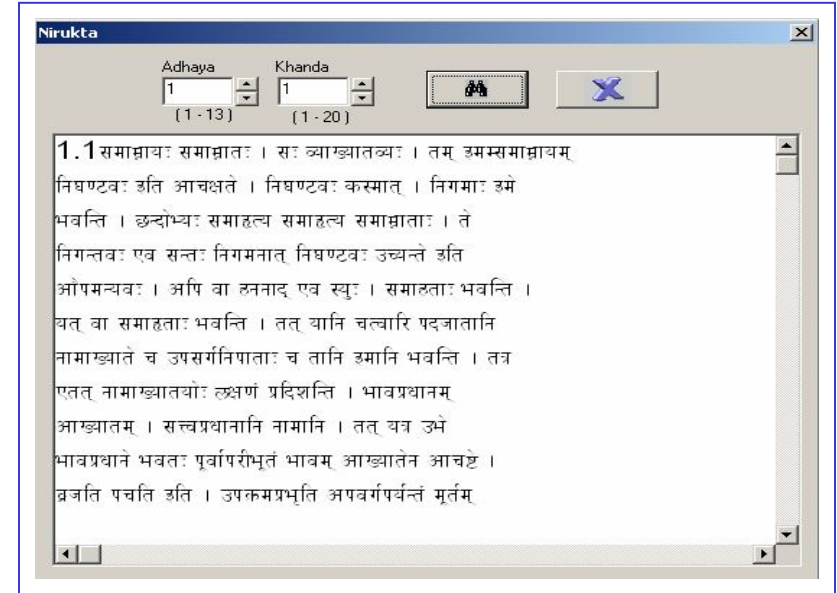 Nirukta
Adhaya Khanda
1 1
(1 - 13) (1 - 20)
1.1समाम्नायः समाम्नातः । सः व्याख्यातव्यः । तम् इमम्समाम्नायम्
निघण्टवः इति आचक्षते । निघण्टवः कस्मात् । निगमाः इमे
भवन्ति । छन्दोभ्यः समाहृत्य समाहृत्य समाम्नाताः । ते
निगन्तवः एव सन्तः निगमनात् निघण्टवः उच्यन्ते इति
औपमन्यवः । अपि वा हननाद् एव स्युः । समाहताः भवन्ति ।
यत् वा समाहृताः भवन्ति । तत् यानि चत्वारि पदजातानि
नामाख्याते च उपसर्गनिपाताः च तानि इमानि भवन्ति । तत्र
एतत् नामाख्यातयोः लक्षणं प्रदिशन्ति । भावप्रधानम्
आख्यातम् । सत्त्वप्रधानानि नामानि । तत् यत्र उभे
भावप्रधाने भवतः पूर्वापरीभूतं भावम् आख्यातेन आचष्टे ।
व्रजति पचति इति । उपक्रमप्रभृति अपवर्गपर्यन्तं मूर्तम्